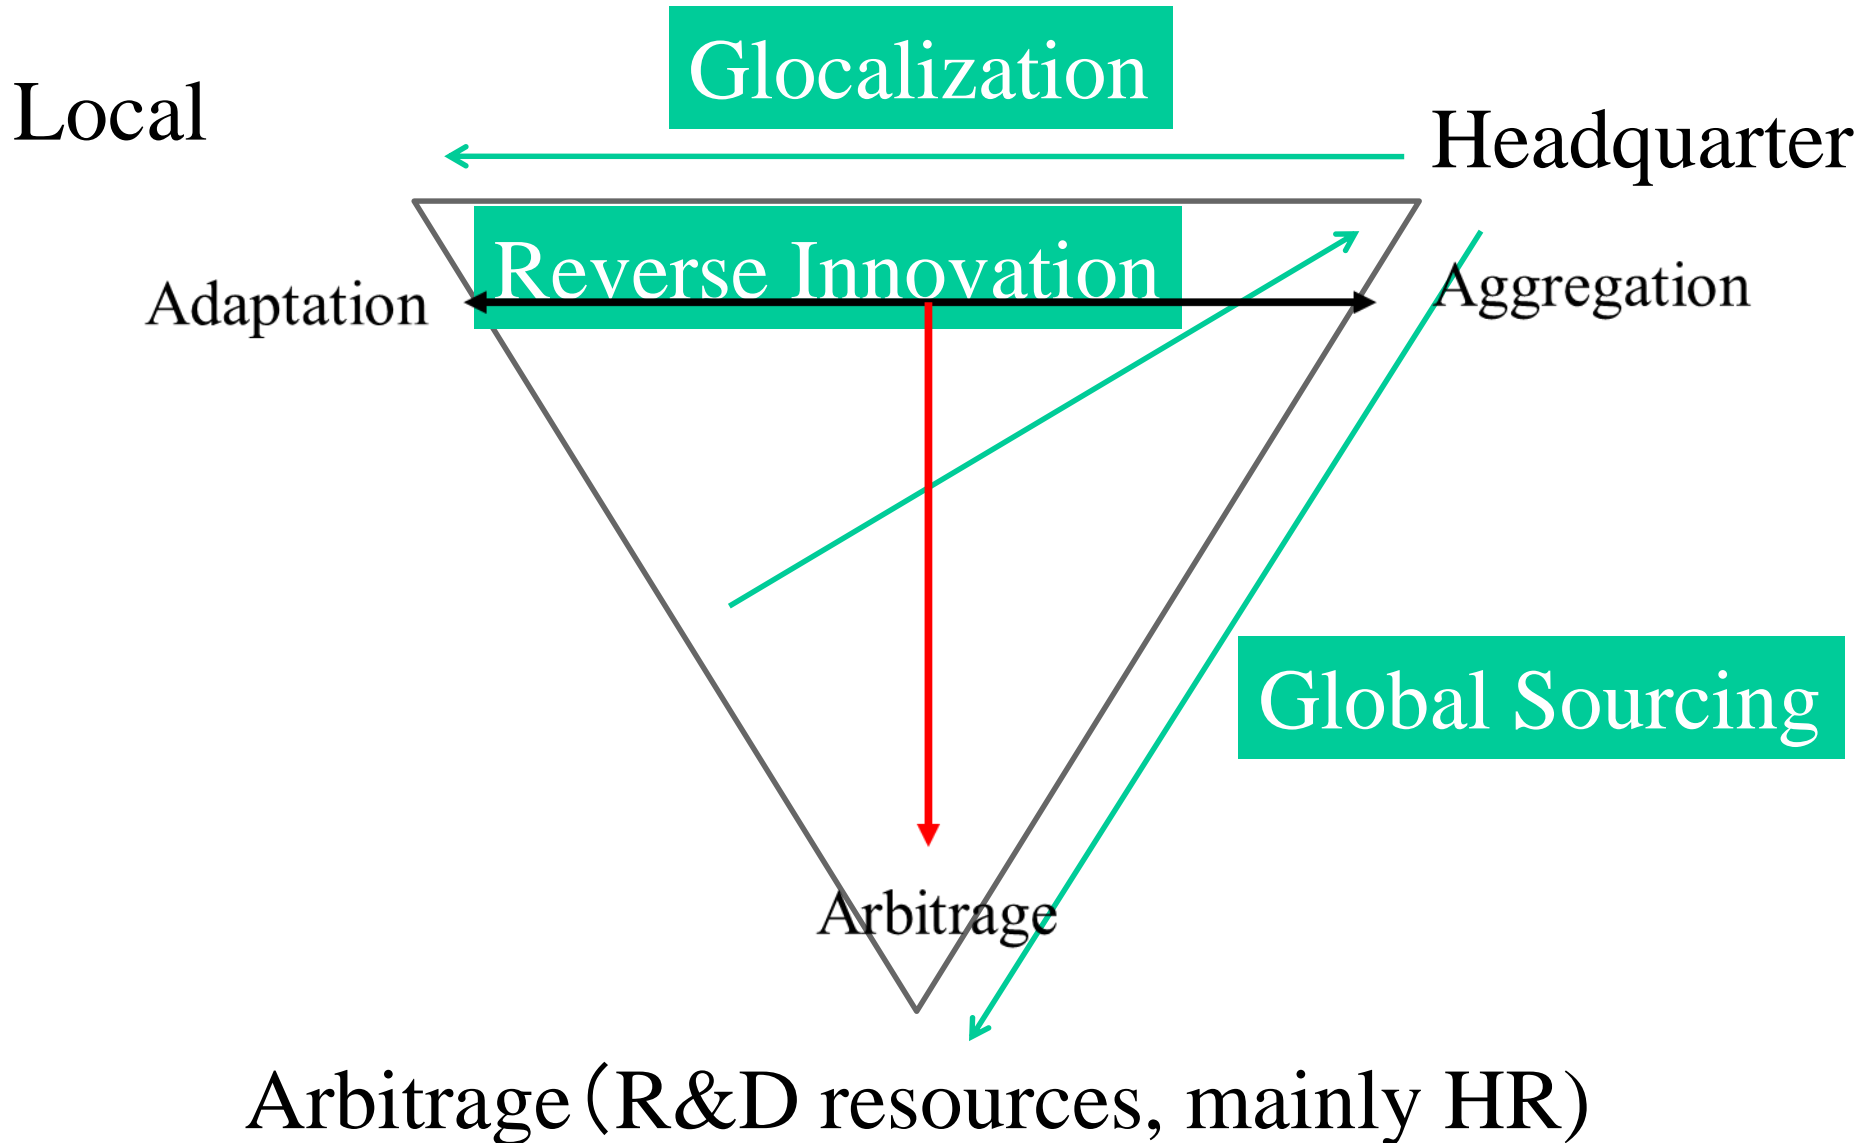 Glocalization
Local
Headquarter
Reverse Innovation
Adaptation
Aggregation
Global Sourcing
Arbitrage
Arbitrage（R&D resources, mainly HR)